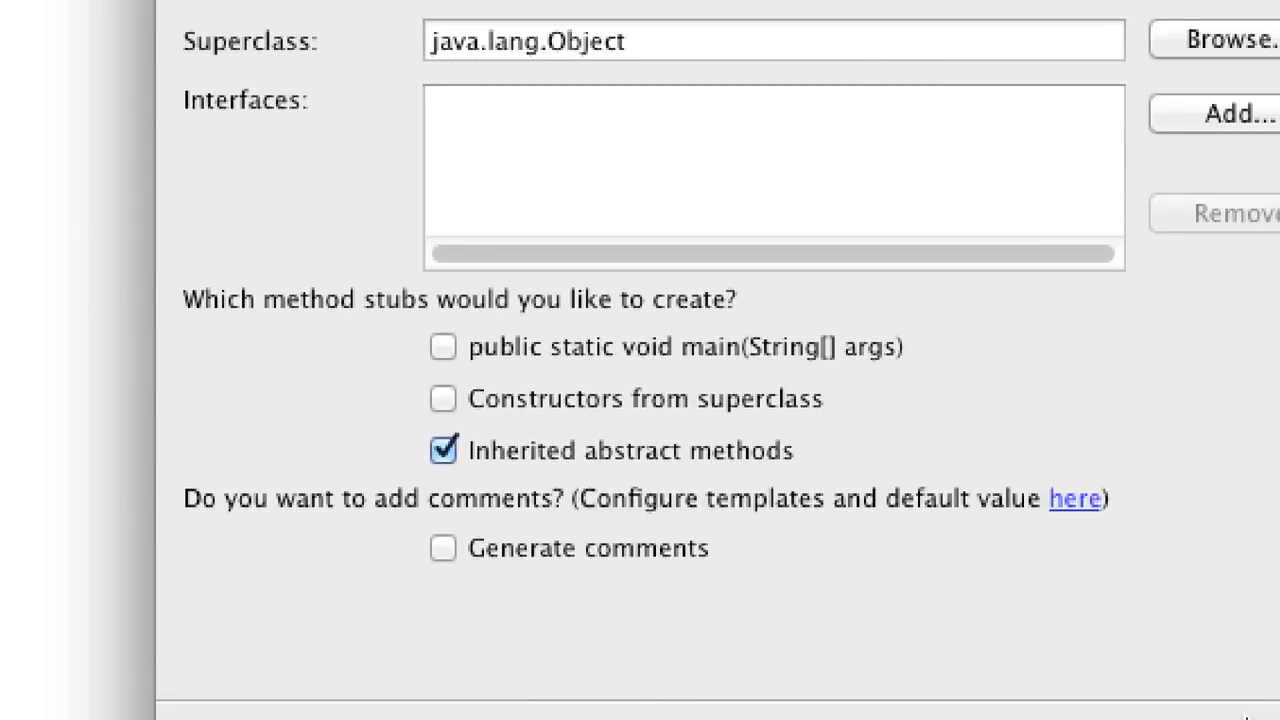 Superclass: java.lang.Object Browse.
Interfaces: Add...
Remove
Which method stubs would you like to create?
public static void main(String[] args)
Constructors from superclass
Inherited abstract methods
Do you want to add comments? (Configure templates and default value here)
Generate comments